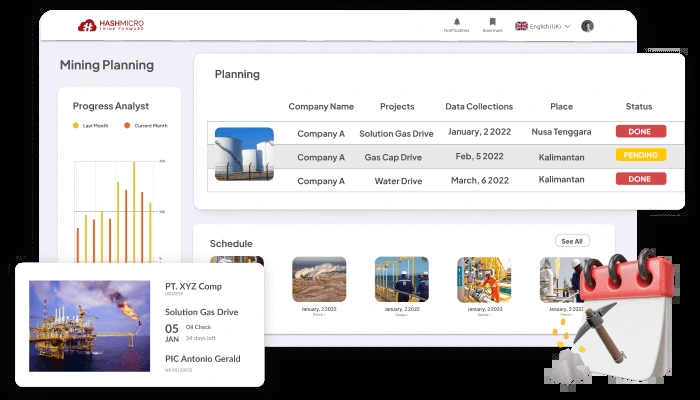 HASHMICRO
THINK FORWARD
Notifications
Bookmark
English (UK)
Mining Planning
Progress Analyst
Last Month
Current Month
Planning
Company Name Projects Data Collections Place Status
Company A Solution Gas Drive January, 2 2022 Nusa Tenggara DONE
Company A Gas Cap Drive Feb, 5 2022 Kalimantan PENDING
Company A Water Drive March, 6 2022 Kalimantan DONE
Schedule
See All
January, 2 2022
January, 2 2022
January, 2 2022
January, 2 2022
PT. XYZ Comp
Solution Gas Drive
05 Oil Check
JAN 34 days left
PIC Antonio Gerald